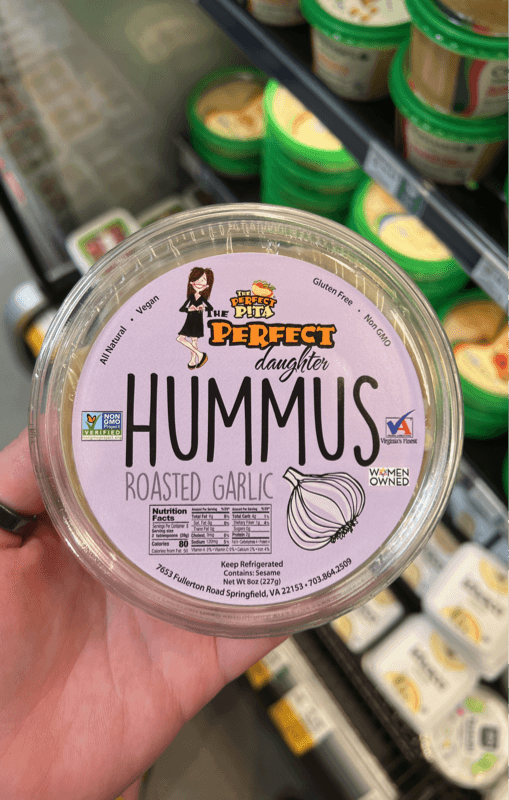 All Natural • Vegan
Gluten Free • Non GMO
THE
PERFECT
PITA
THE
PERFECT
daughter
HUMMUS
NON
GMO
Project
VERIFIED
VA
Virginia's Finest
ROASTED GARLIC
WOMEN
OWNED
Nutrition
Facts
Calories 80
Keep Refrigerated
Contains: Sesame
Net Wt 8oz (227g)
7653 Fullerton Road Springfield, VA 22153 • 703.864.2509